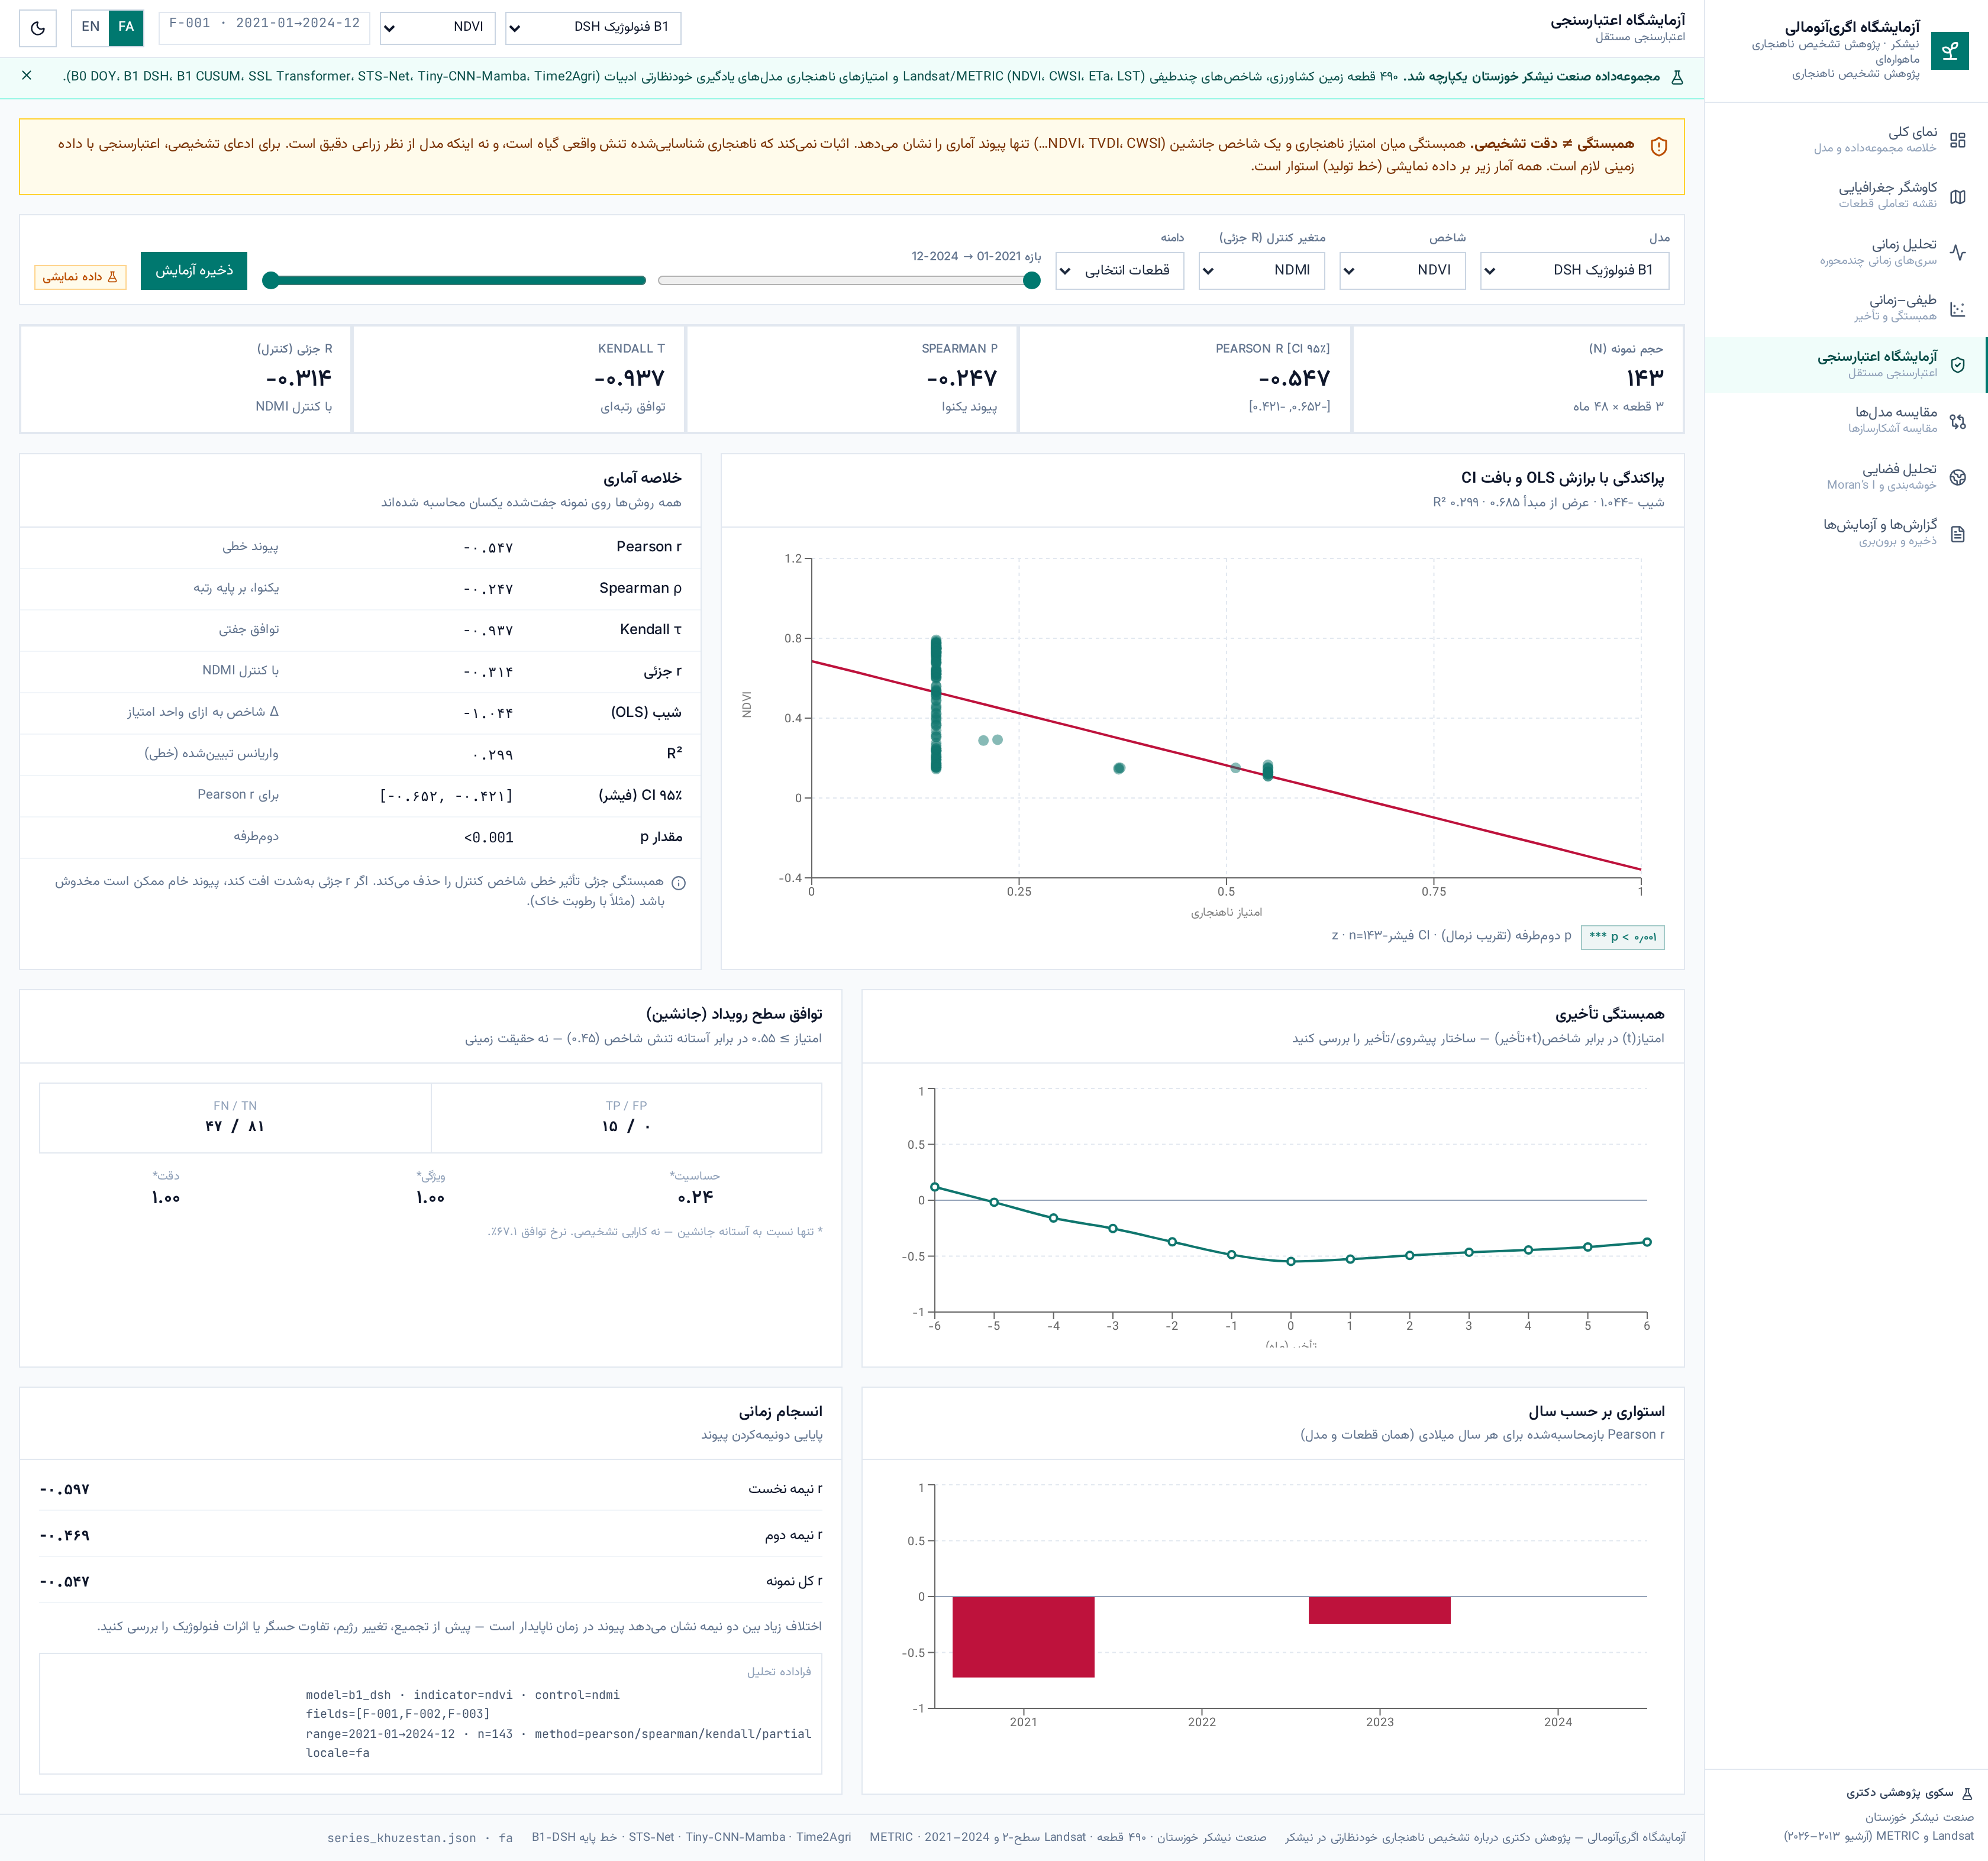 آزمایشگاه اگری‌آنومالی
نیشکر · پژوهش تشخیص ناهنجاری
ماهواره‌ای
پژوهش تشخیص ناهنجاری
نمای کلی
خلاصه مجموعه‌داده و مدل
کاوشگر جغرافیایی
نقشه تعاملی قطعات
تحلیل زمانی
سری‌های زمانی چندمحوره
طیفی–زمانی
همبستگی و تأخیر
آزمایشگاه اعتبارسنجی
اعتبارسنجی مستقل
مقایسه مدل‌ها
مقایسه آشکارسازها
تحلیل فضایی
خوشه‌بندی و Moran's I
گزارش‌ها و آزمایش‌ها
ذخیره و برون‌بری
سکوی پژوهشی دکتری
صنعت نیشکر خوزستان
Landsat و METRIC (آرشیو ۲۰۱۳–۲۰۲۶)
آزمایشگاه اعتبارسنجی
اعتبارسنجی مستقل
B1 فنولوژیک DSH
NDVI
F-001 · 2021-01→2024-12
FA
EN
مجموعه‌داده صنعت نیشکر خوزستان یکپارچه شد. ۴۹۰ قطعه زمین کشاورزی، شاخص‌های چندطیفی Landsat/METRIC (NDVI، CWSI، ETa، LST) و امتیازهای ناهنجاری مدل‌های یادگیری خودنظارتی ادبیات (B0 DOY، B1 DSH، B1 CUSUM، SSL Transformer، STS-Net، Tiny-CNN-Mamba، Time2Agri).
همبستگی ≠ دقت تشخیصی. همبستگی میان امتیاز ناهنجاری و یک شاخص جانشین (NDVI، TVDI، CWSI…) تنها پیوند آماری را نشان می‌دهد. اثبات نمی‌کند که ناهنجاری شناسایی‌شده تنش واقعی گیاه است، و نه اینکه مدل از نظر زراعی دقیق است. برای ادعای تشخیصی، اعتبارسنجی با داده
زمینی لازم است. همه آمار زیر بر داده نمایشی (خط تولید) استوار است.
مدل
B1 فنولوژیک DSH
شاخص
NDVI
متغیر کنترل (R جزئی)
NDMI
دامنه
قطعات انتخابی
بازه 2021-01 → 2024-12
ذخیره آزمایش
داده نمایشی
حجم نمونه (N)
۱۴۳
۳ قطعه × ۴۸ ماه
PEARSON R [CI ۹۵٪]
-۰.۵۴۷
[-۰.۶۵۲, -۰.۴۲۱]
SPEARMAN Ρ
-۰.۲۴۷
پیوند یکنوا
KENDALL Τ
-۰.۹۳۷
توافق رتبه‌ای
R جزئی (کنترل)
-۰.۳۱۴
با کنترل NDMI
پراکندگی با برازش OLS و بافت CI
شیب -۱.۰۴۴ · عرض از مبدأ ۰.۶۸۵ · R² ۰.۲۹۹
1.2
0.8
0.4
0
-0.4
NDVI
0
0.25
0.5
0.75
1
امتیاز ناهنجاری
p < ۰٫۰۰۱ ***
p دوم‌طرفه (تقریب نرمال) · CI فیشر-z · n=۱۴۳
خلاصه آماری
همه روش‌ها روی نمونه جفت‌شده یکسان محاسبه شده‌اند
Pearson r -۰.۵۴۷ پیوند خطی
Spearman ρ -۰.۲۴۷ یکنوا، بر پایه رتبه
Kendall τ -۰.۹۳۷ توافق جفتی
r جزئی -۰.۳۱۴ با کنترل NDMI
شیب (OLS) -۱.۰۴۴ Δ شاخص به ازای واحد امتیاز
R² ۰.۲۹۹ واریانس تبیین‌شده (خطی)
CI ۹۵٪ (فیشر) [-۰.۶۵۲, -۰.۴۲۱] برای Pearson r
مقدار p <0.001 دوم‌طرفه
همبستگی جزئی تأثیر خطی شاخص کنترل را حذف می‌کند. اگر r جزئی به‌شدت افت کند، پیوند خام ممکن است مخدوش
باشد (مثلاً با رطوبت خاک).
همبستگی تأخیری
امتیاز(t) در برابر شاخص(t+تأخیر) — ساختار پیشروی/تأخیر را بررسی کنید
1
0.5
0
-0.5
-1
-6 -5 -4 -3 -2 -1 0 1 2 3 4 5 6
تأخیر (ماه)
توافق سطح رویداد (جانشین)
امتیاز ≥ ۰.۵۵ در برابر آستانه تنش شاخص (۰.۴۵) — نه حقیقت زمینی
TP / FP
۱۵ / ۰
FN / TN
۴۷ / ۸۱
حساسیت*
۰.۲۴
ویژگی*
۱.۰۰
دقت*
۱.۰۰
* تنها نسبت به آستانه جانشین — نه کارایی تشخیصی. نرخ توافق ۶۷.۱٪.
استواری بر حسب سال
Pearson r بازمحاسبه‌شده برای هر سال میلادی (همان قطعات و مدل)
1
0.5
0
-0.5
-1
2021 2022 2023 2024
انسجام زمانی
پایایی دونیمه‌کردن پیوند
r نیمه نخست -۰.۵۹۷
r نیمه دوم -۰.۴۶۹
r کل نمونه -۰.۵۴۷
اختلاف زیاد بین دو نیمه نشان می‌دهد پیوند در زمان ناپایدار است — پیش از تجمیع، تغییر رژیم، تفاوت حسگر یا اثرات فنولوژیک را بررسی کنید.
فراداده تحلیل
model=b1_dsh · indicator=ndvi · control=ndmi
fields=[F-001,F-002,F-003]
range=2021-01→2024-12 · n=143 · method=pearson/spearman/kendall/partial
locale=fa
آزمایشگاه اگری‌آنومالی — پژوهش دکتری درباره تشخیص ناهنجاری خودنظارتی در نیشکر
صنعت نیشکر خوزستان · ۴۹۰ قطعه · Landsat سطح-۲ و METRIC · 2021–2024
خط پایه B1-DSH · STS-Net · Tiny-CNN-Mamba · Time2Agri
series_khuzestan.json · fa